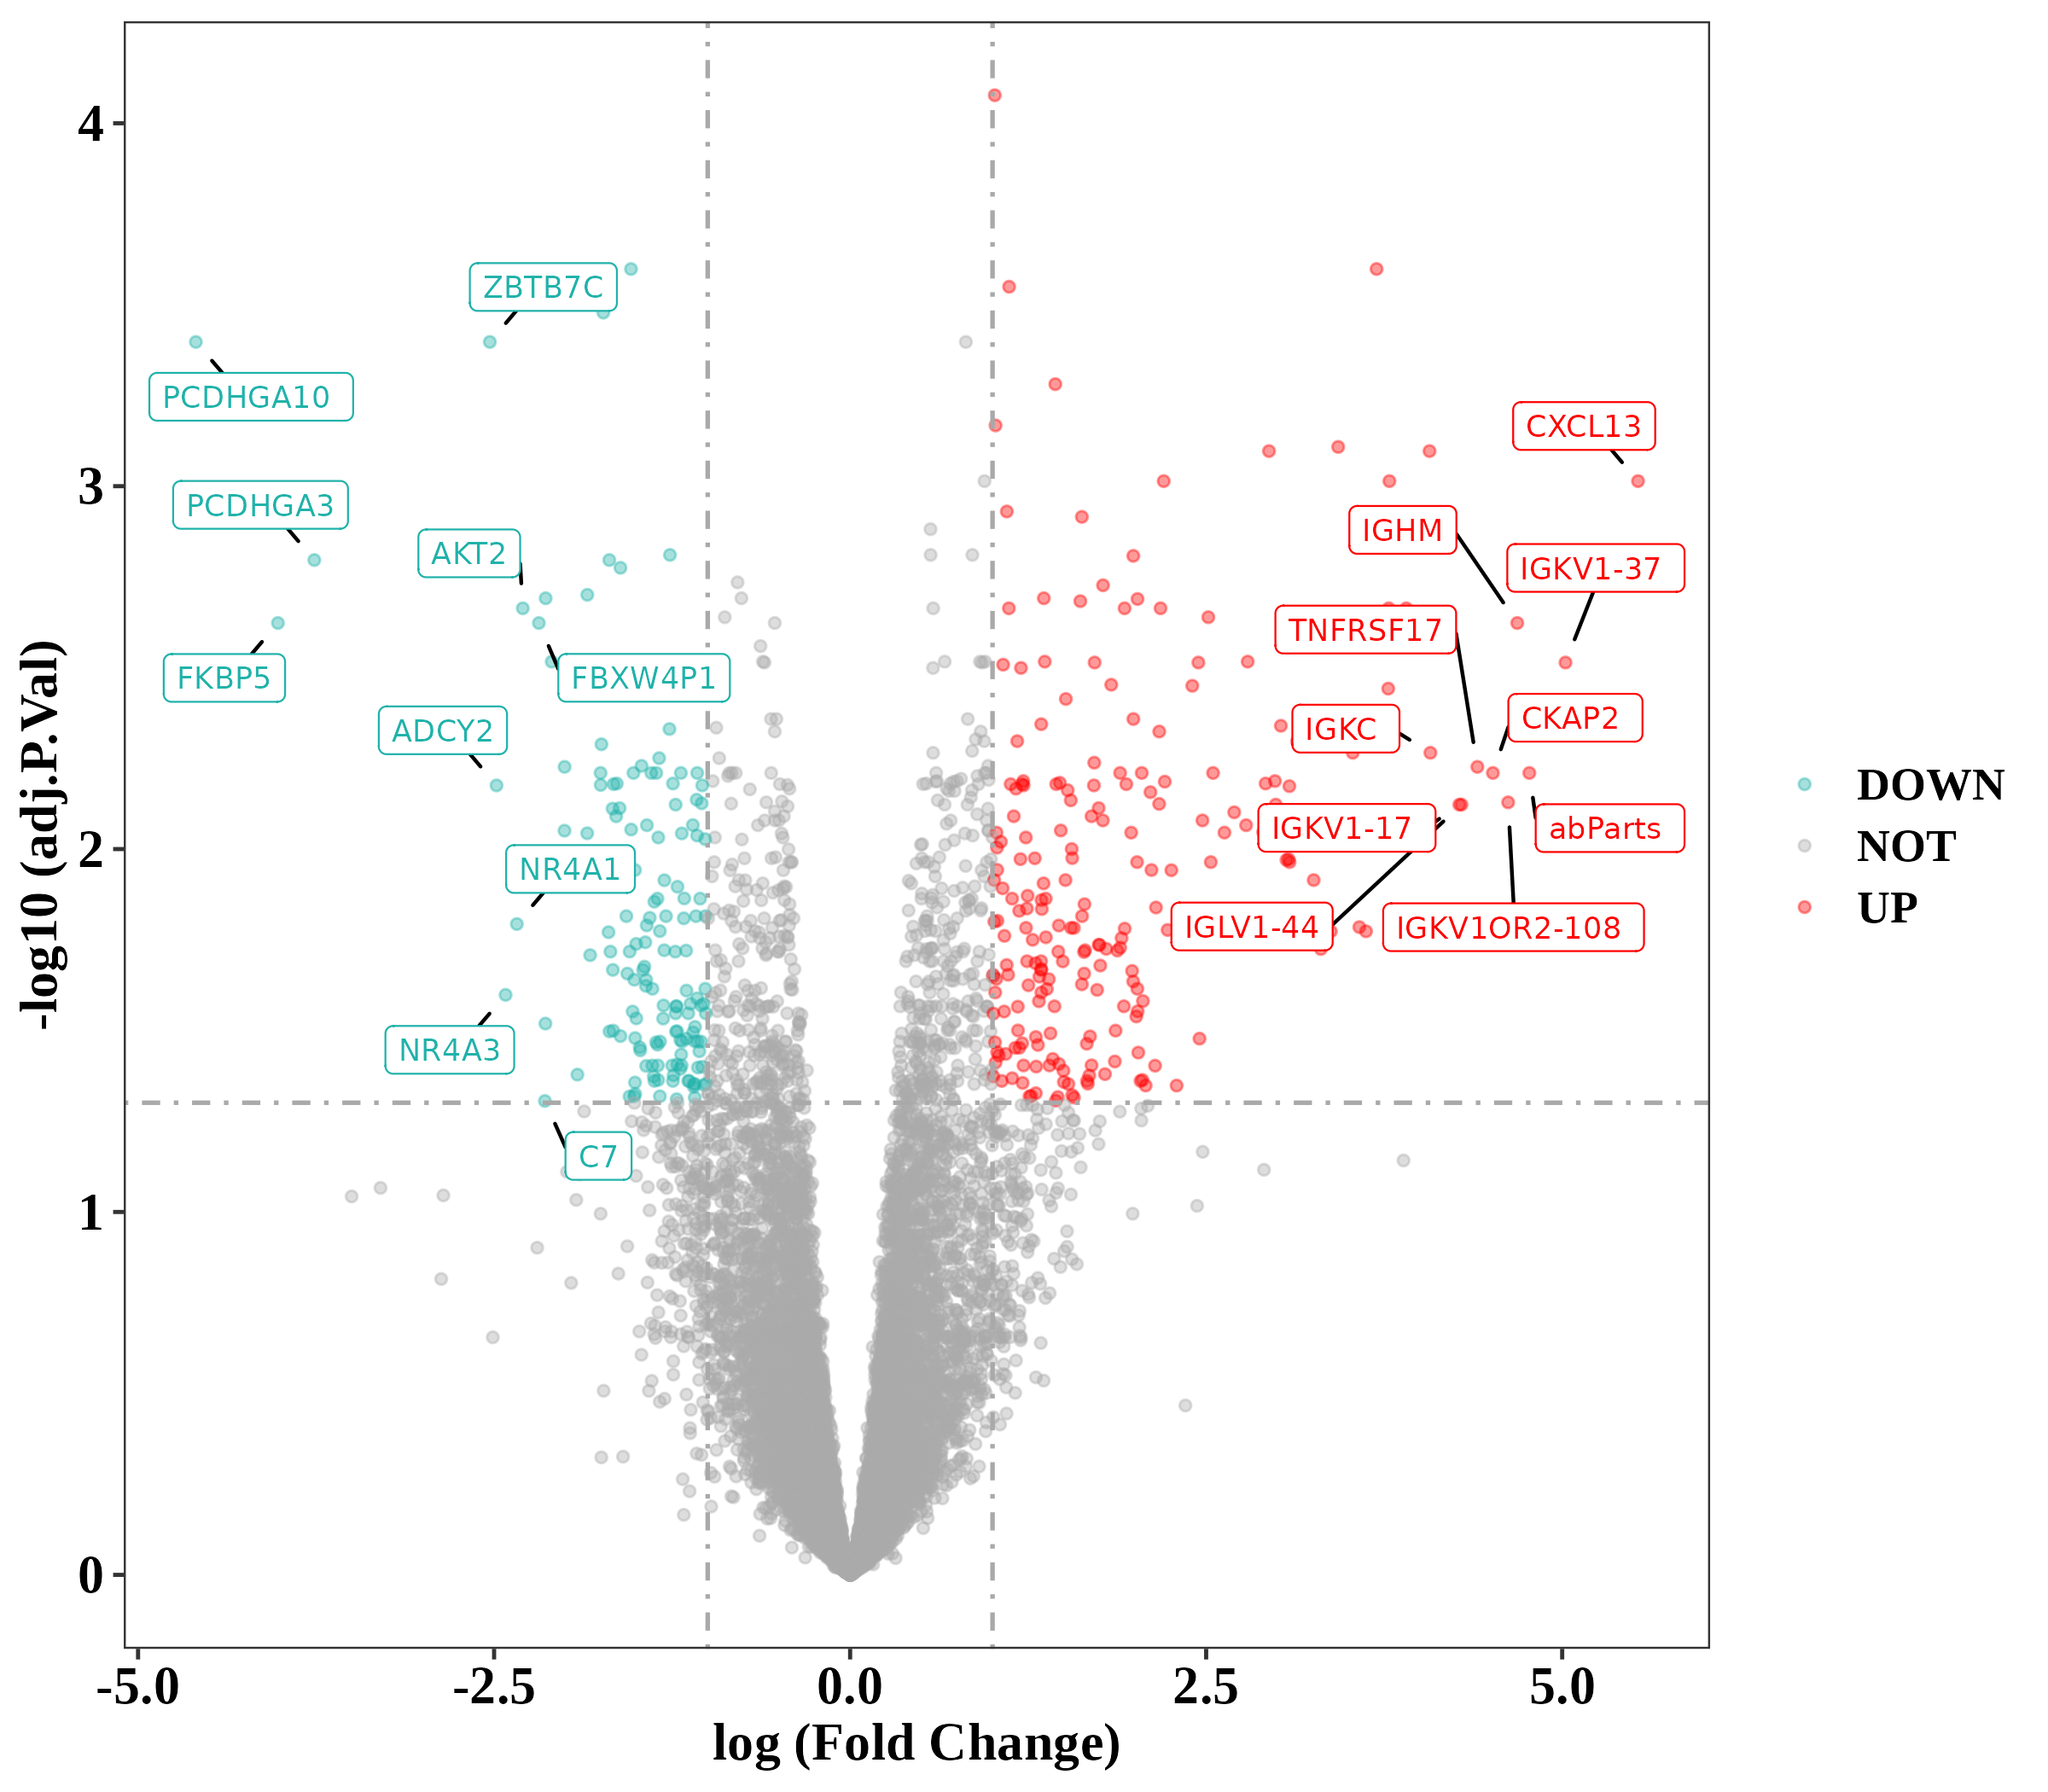 4
3
2
1
0
-log10 (adj.P.Val)
ZBTB7C
PCDHGA10
CXCL13
PCDHGA3
IGHM
AKT2
IGKV1-37
TNFRSF17
FKBP5
FBXW4P1
CKAP2
ADCY2
IGKC
DOWN
NOT
UP
IGKV1-17
abParts
NR4A1
IGLV1-44
IGKV1OR2-108
NR4A3
C7
-5.0
-2.5
0.0
2.5
5.0
log (Fold Change)